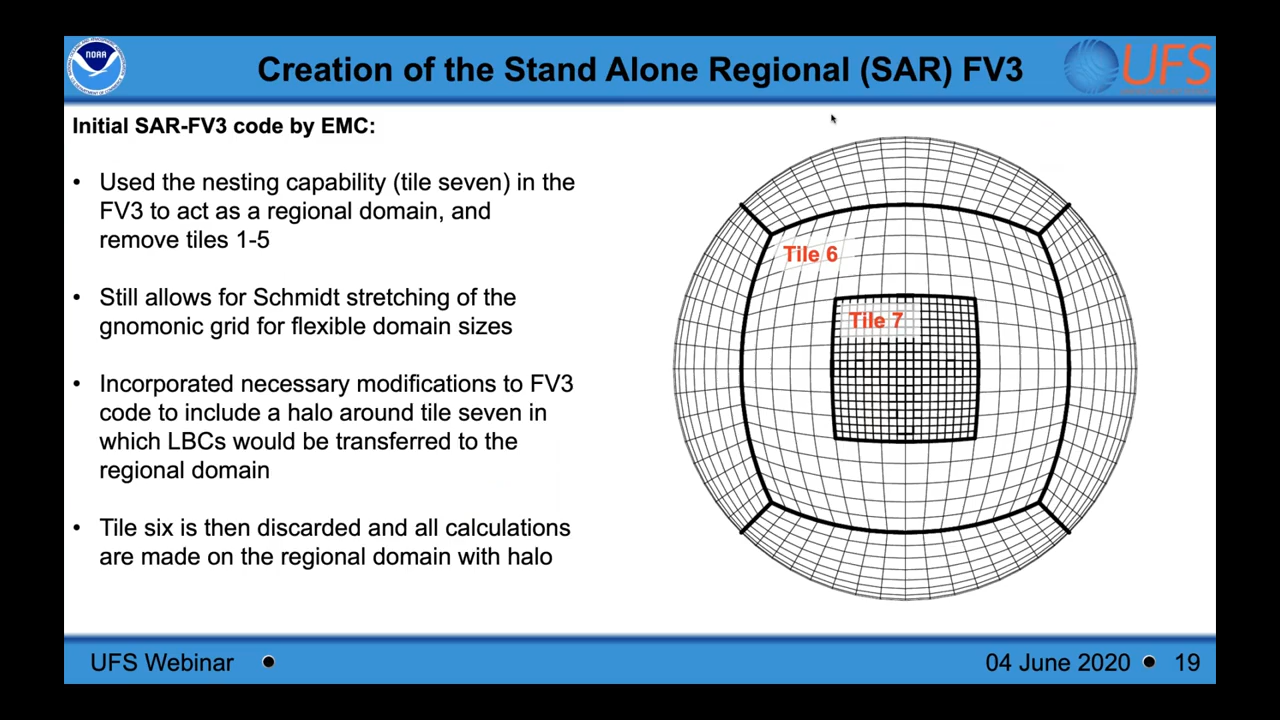 NOAA
Creation of the Stand Alone Regional (SAR) FV3
UFS
Initial SAR-FV3 code by EMC:
• Used the nesting capability (tile seven) in the
FV3 to act as a regional domain, and
remove tiles 1-5
• Still allows for Schmidt stretching of the
gnomonic grid for flexible domain sizes
• Incorporated necessary modifications to FV3
code to include a halo around tile seven in
which LBCs would be transferred to the
regional domain
• Tile six is then discarded and all calculations
are made on the regional domain with halo
Tile 6
Tile 7
UFS Webinar •
04 June 2020 • 19